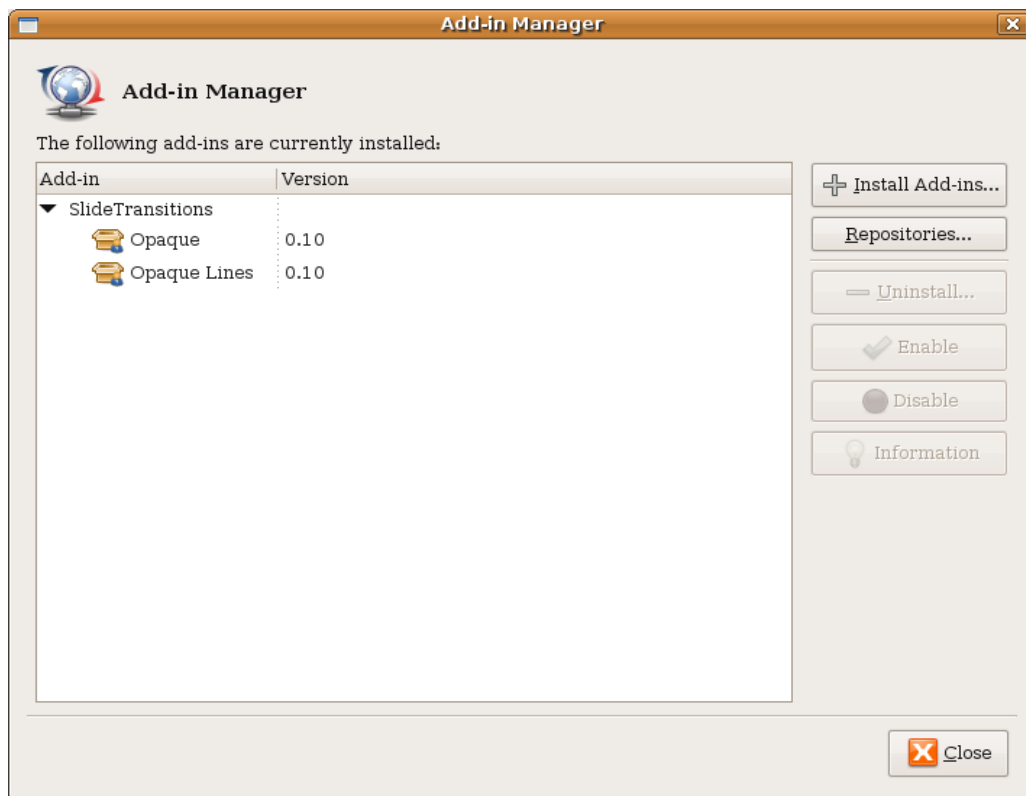 Add-in Manager
Add-in Manager
The following add-ins are currently installed:
Add-in Version
SlideTransitions
Opaque 0.10
Opaque Lines 0.10
Install Add-ins...
Repositories...
Uninstall...
Enable
Disable
Information
Close